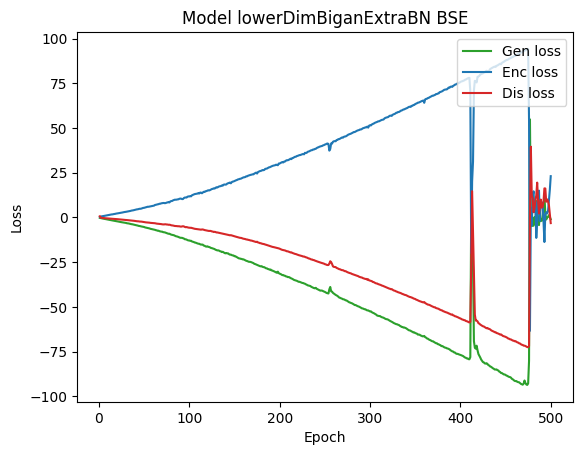 Model lowerDimBiganExtraBN BSE
Gen loss
Enc loss
Dis loss
100
75
50
25
0
−25
−50
−75
−100
Loss
0
100
200
300
400
500
Epoch